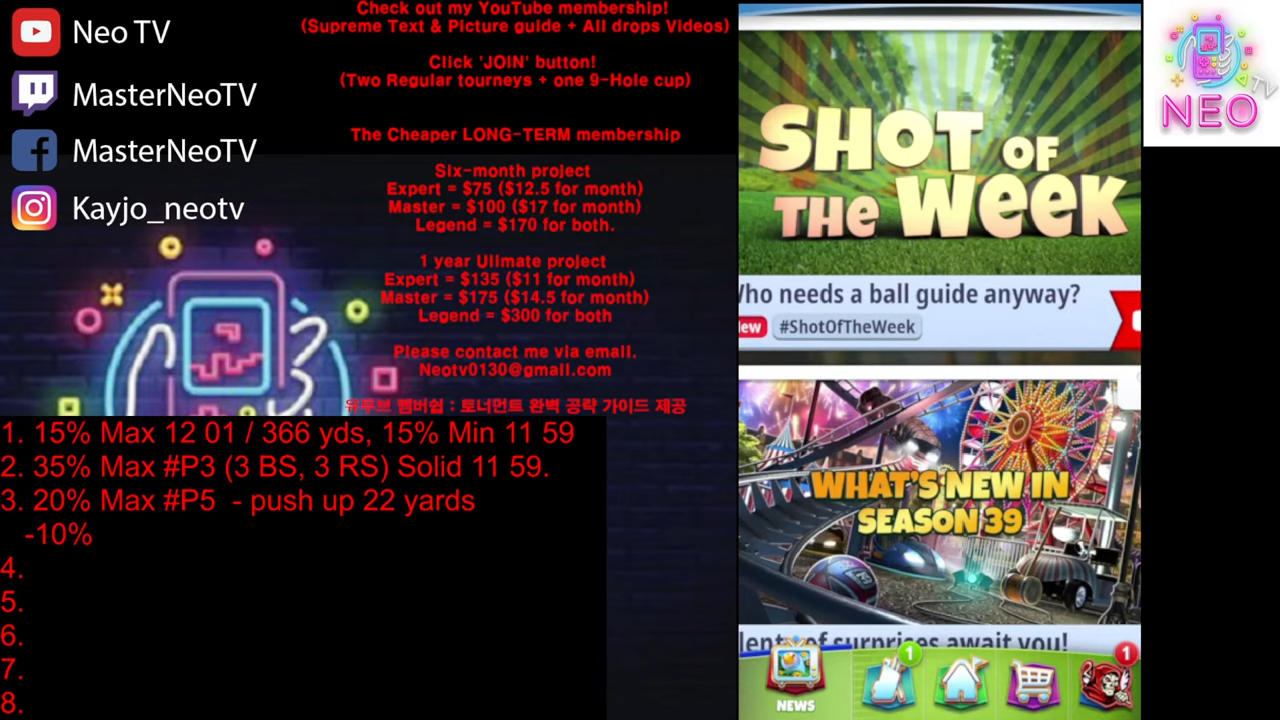 Neo TV
MasterNeoTV
MasterNeoTV
Kayjo_neotv
Check out my YouTube membership!
(Supreme Text & Picture guide + All drops Videos)
Click 'JOIN' button!
(Two Regular tourneys + one 9-Hole cup)
The Cheaper LONG-TERM membership
Six-month project
Expert = $75 ($12.5 for month)
Master = $100 ($17 for month)
Legend = $170 for both.
1 year Ulimate project
Expert = $135 ($11 for month)
Master = $175 ($14.5 for month)
Legend = $300 for both
Please contact me via email.
Neotv0130@gmail.com
유투브 멤버쉽 : 토너먼트 완벽 공략 가이드 제공
1. 15% Max 12 01 / 366 yds, 15% Min 11 59
2. 35% Max #P3 (3 BS, 3 RS) Solid 11 59.
3. 20% Max #P5 - push up 22 yards
-10%
4.
5.
6.
7.
8.
SHOT OF
THE WEEK
Who needs a ball guide anyway?
ew #ShotOfTheWeek
WHAT'S NEW IN
SEASON 39
lenty of surprises await you!
1
1
NEWS
NEO
TV